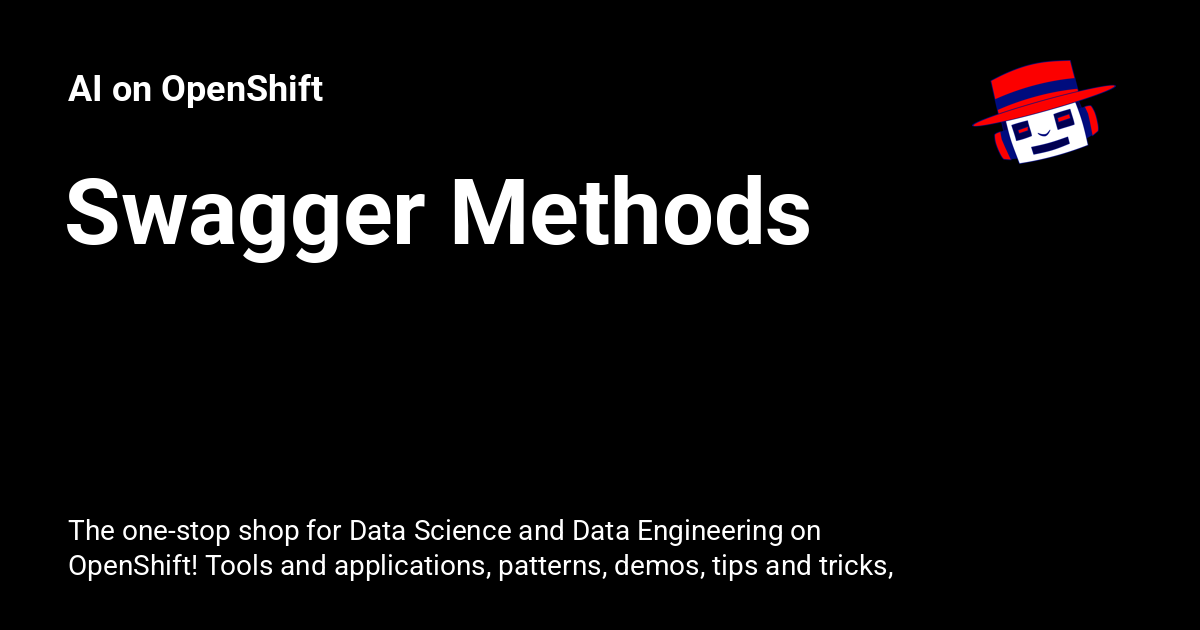 AI on OpenShift
Swagger Methods
The one-stop shop for Data Science and Data Engineering on
OpenShift! Tools and applications, patterns, demos, tips and tricks,